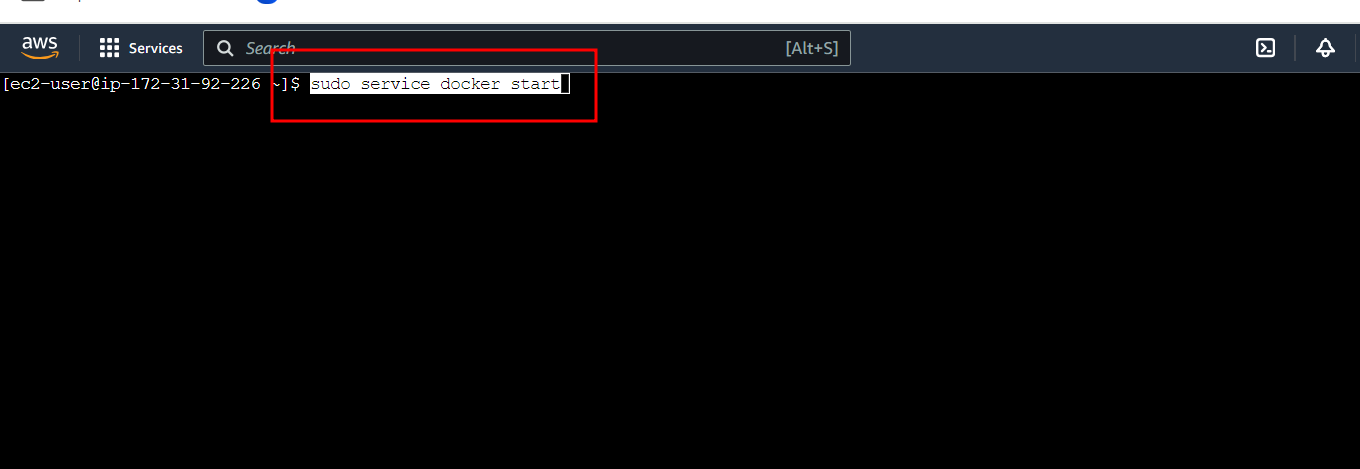 aws
Services
Search
[Alt+S]
[ec2-user@ip-172-31-92-226 ~]$ sudo service docker start